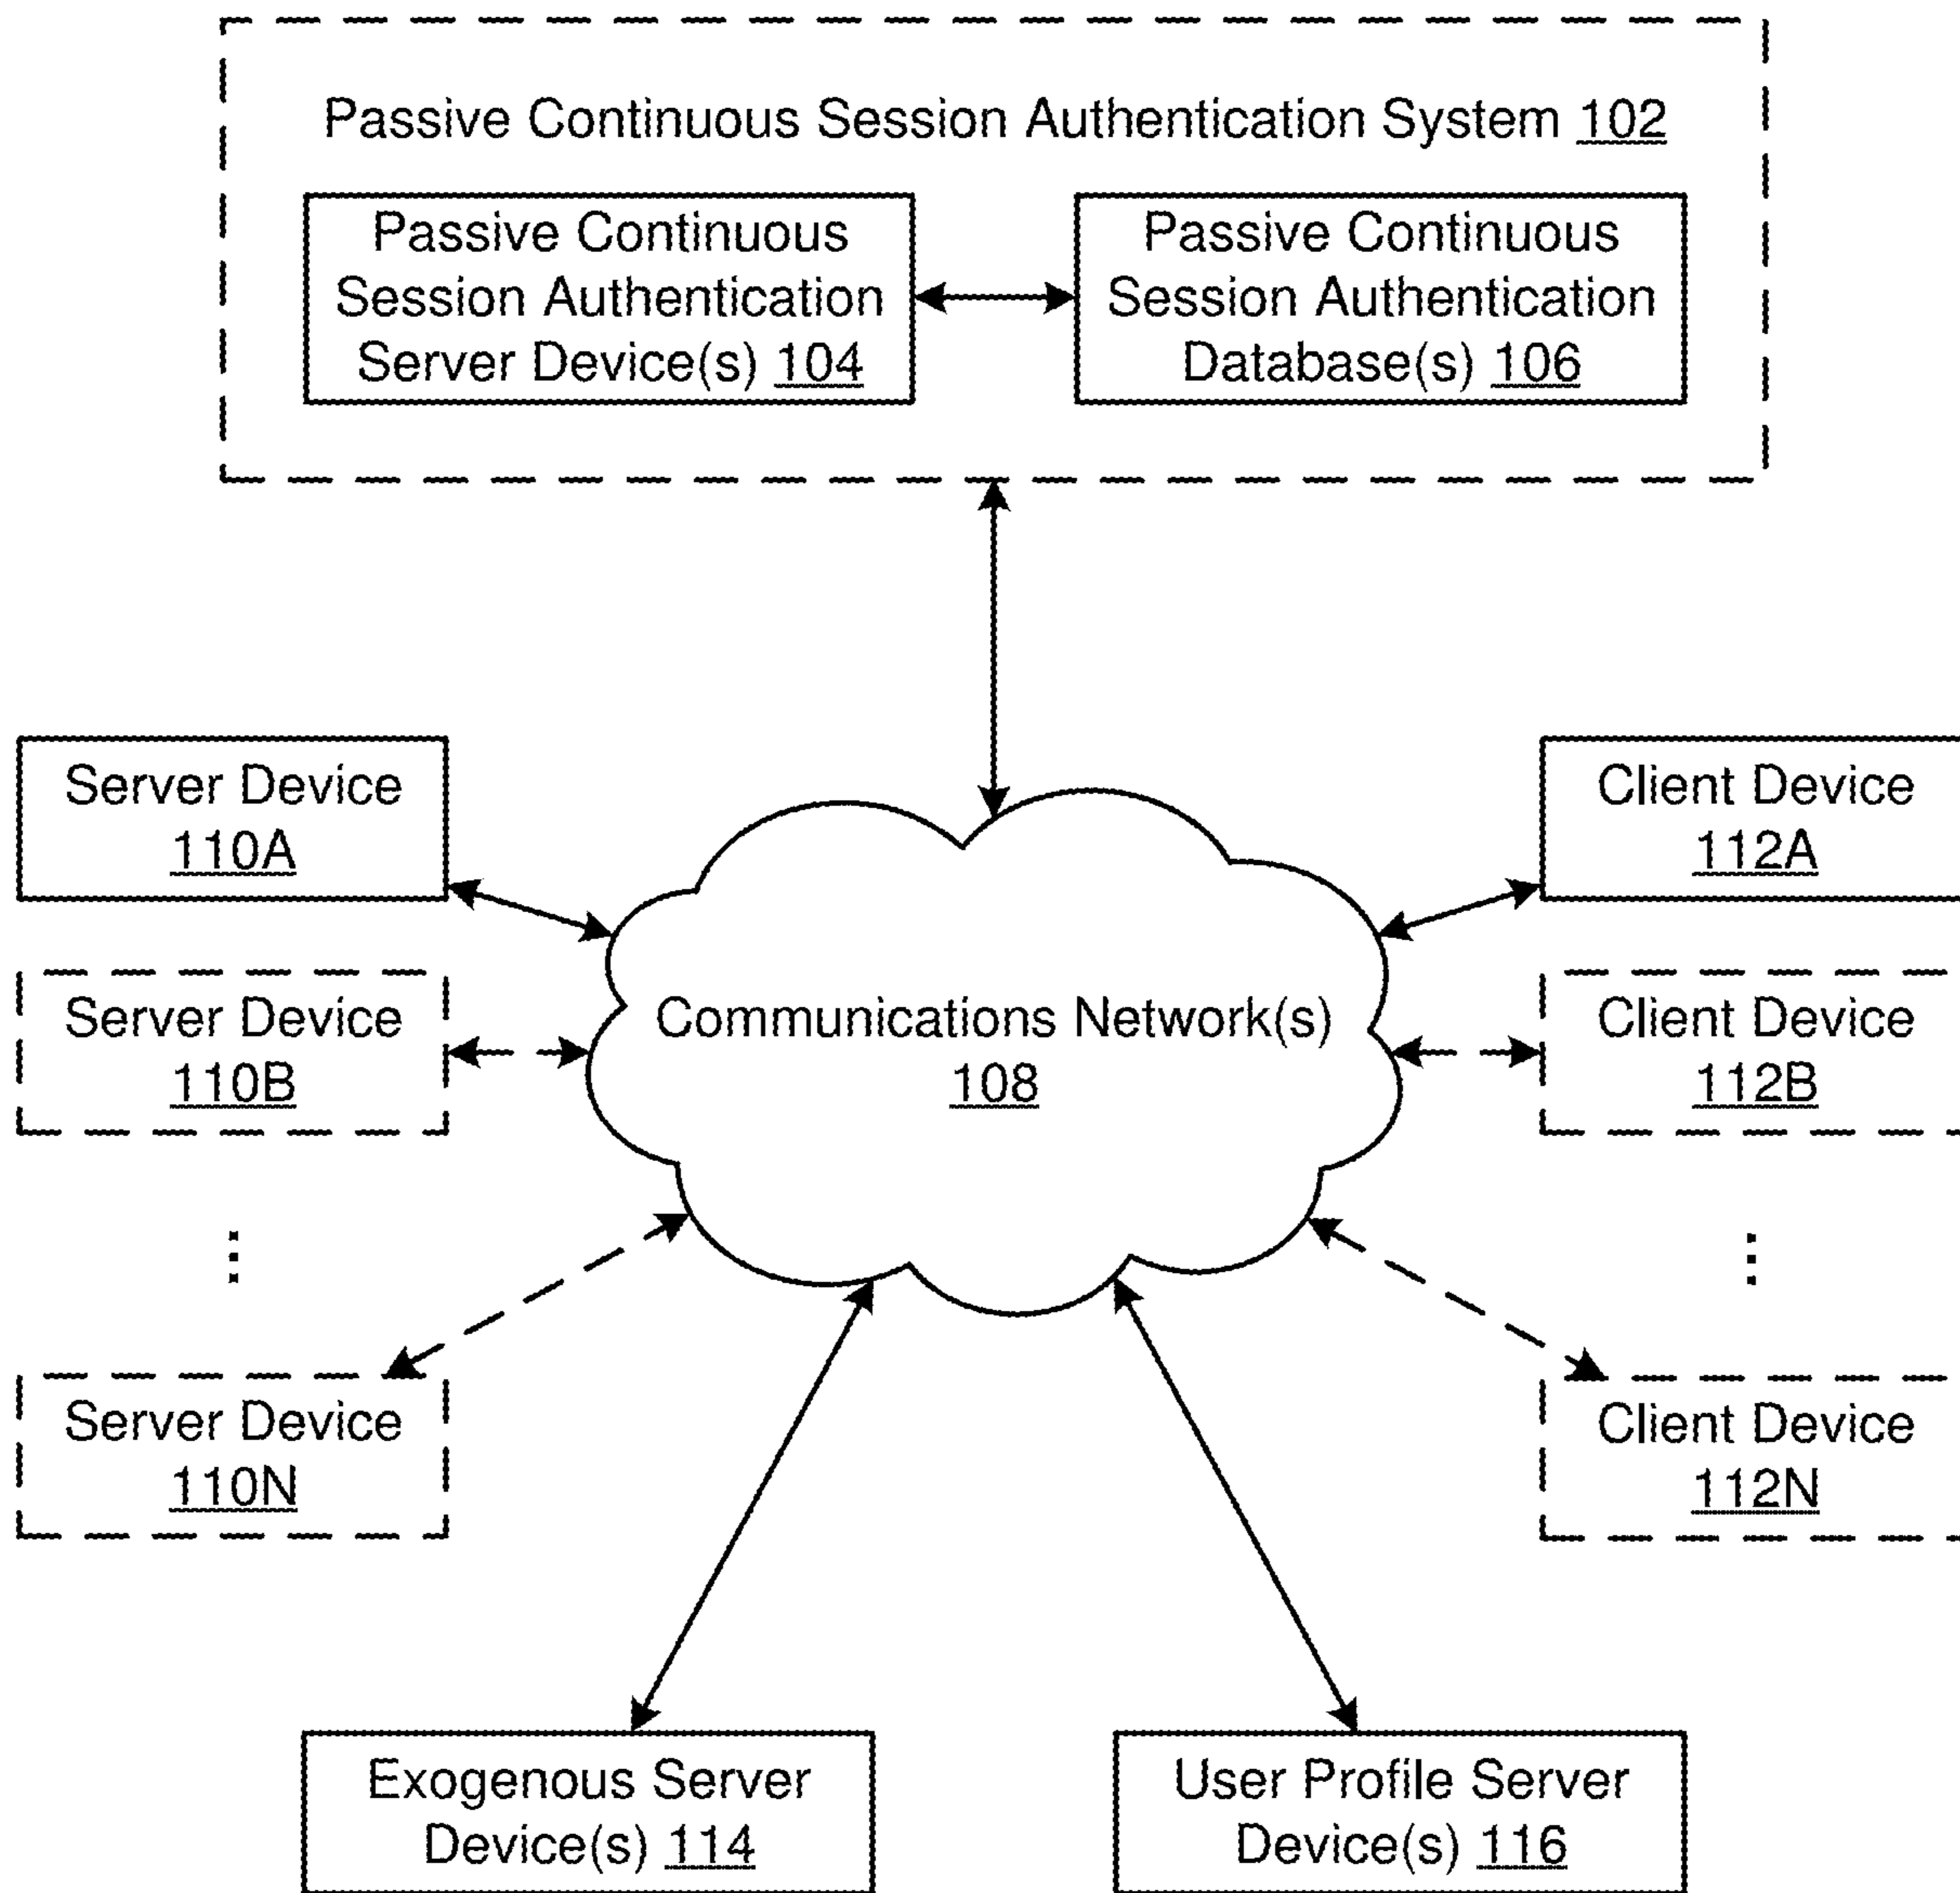 Passive Continuous Session Authentication System 102
Passive Continuous
Session Authentication
Server Device(s) 104
Passive Continuous
Session Authentication
Database(s) 106
Server Device
110A
Client Device
112A
Server Device
110B
Communications Network(s)
108
Client Device
112B
⋮
⋮
Server Device
110N
Client Device
112N
Exogenous Server
Device(s) 114
User Profile Server
Device(s) 116